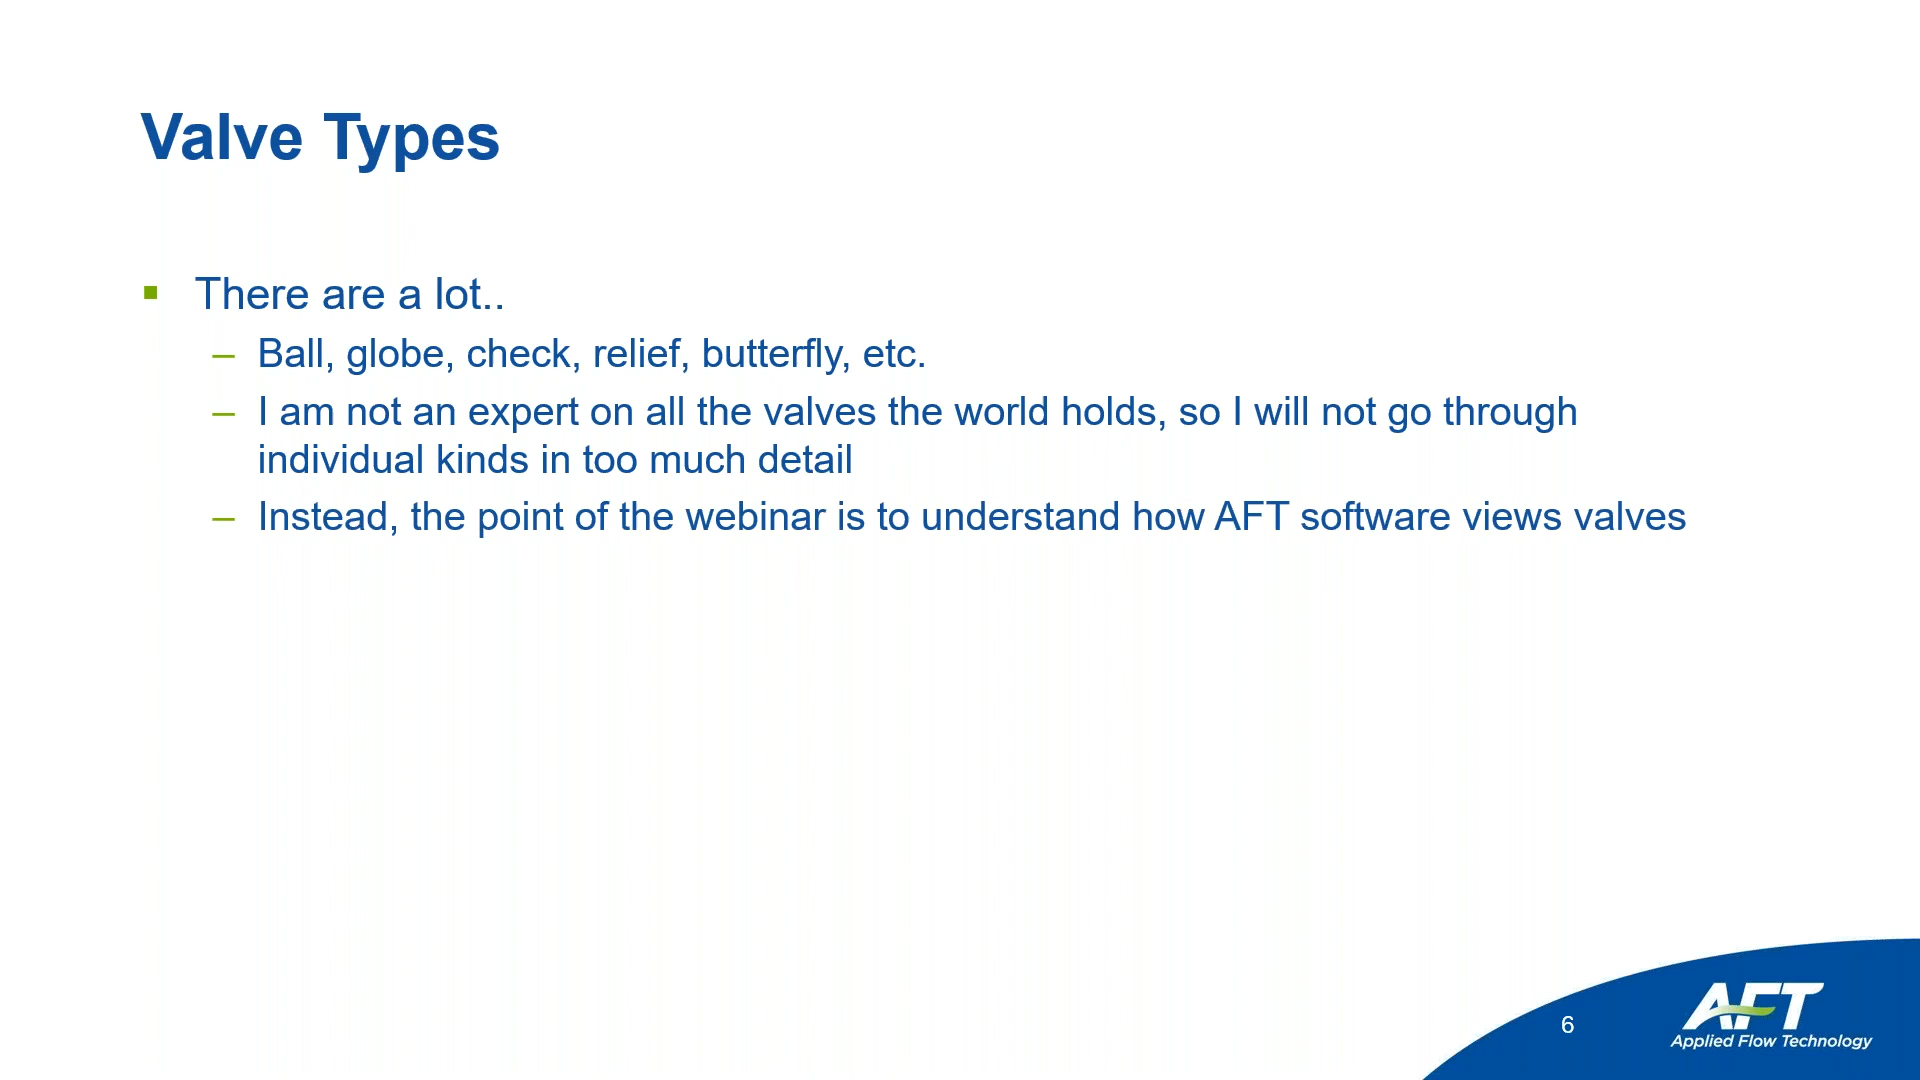 Valve Types
▪ There are a lot..
– Ball, globe, check, relief, butterfly, etc.
– I am not an expert on all the valves the world holds, so I will not go through
individual kinds in too much detail
– Instead, the point of the webinar is to understand how AFT software views valves
6
AFT
Applied Flow Technology